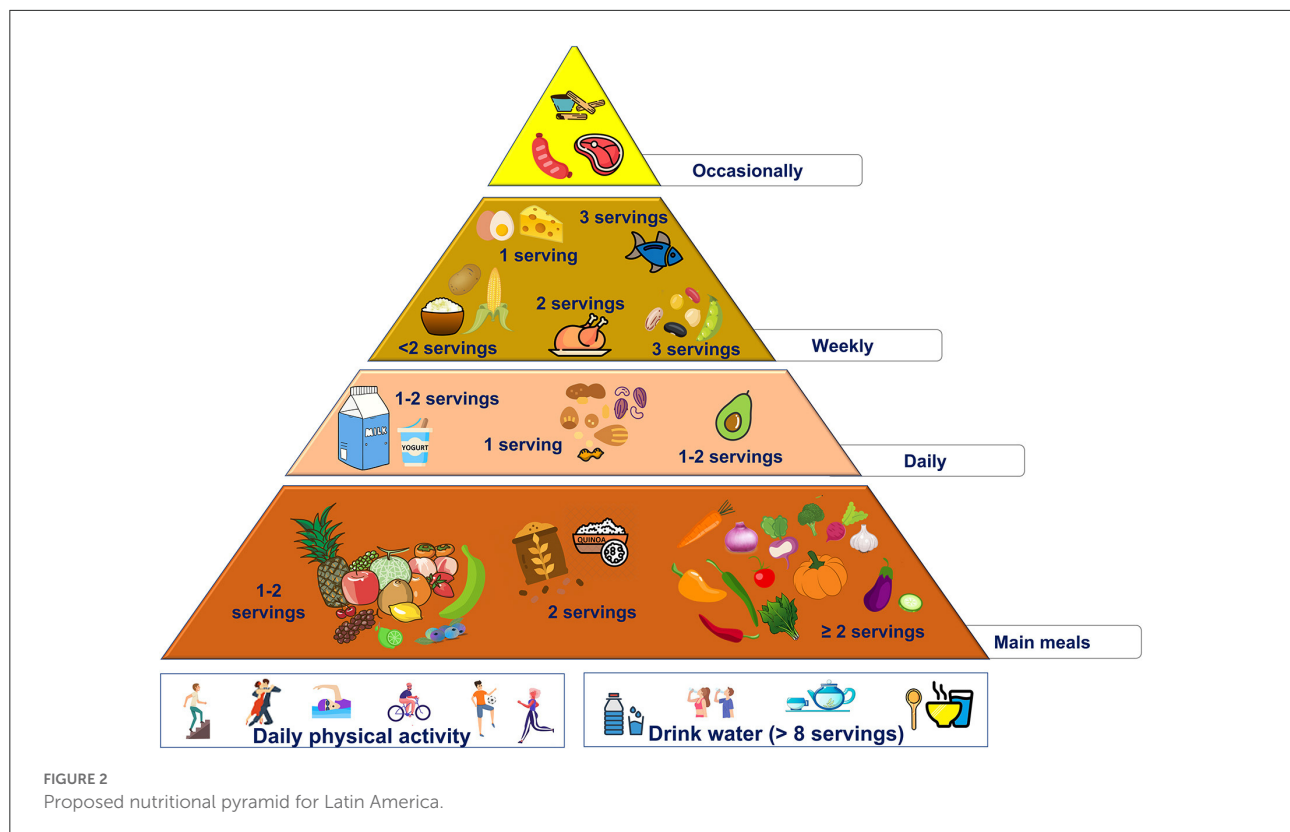 Occasionally
3 servings
1 serving
2 servings
<2 servings
3 servings
Weekly
1-2 servings
MILK
YOGURT
1 serving
1-2 servings
Daily
QUINOA
1-2
servings
2 servings
≥ 2 servings
Main meals
Daily physical activity
Drink water (> 8 servings)
FIGURE 2
Proposed nutritional pyramid for Latin America.